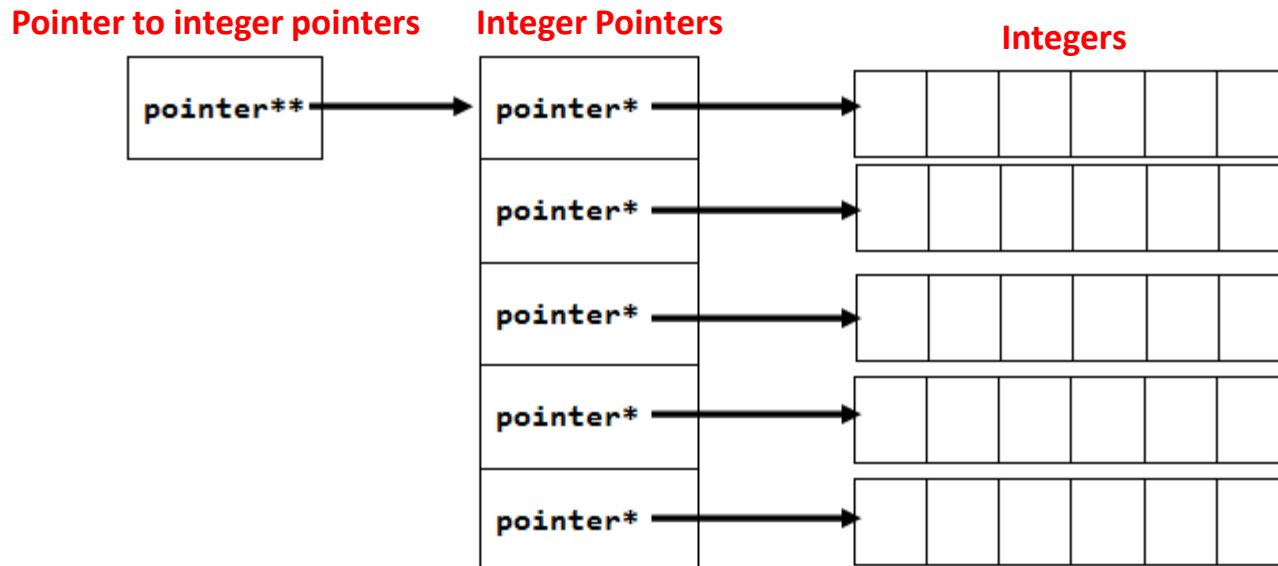 Pointer to integer pointers
Integer Pointers
Integers
pointer**
pointer*
pointer*
pointer*
pointer*
pointer*